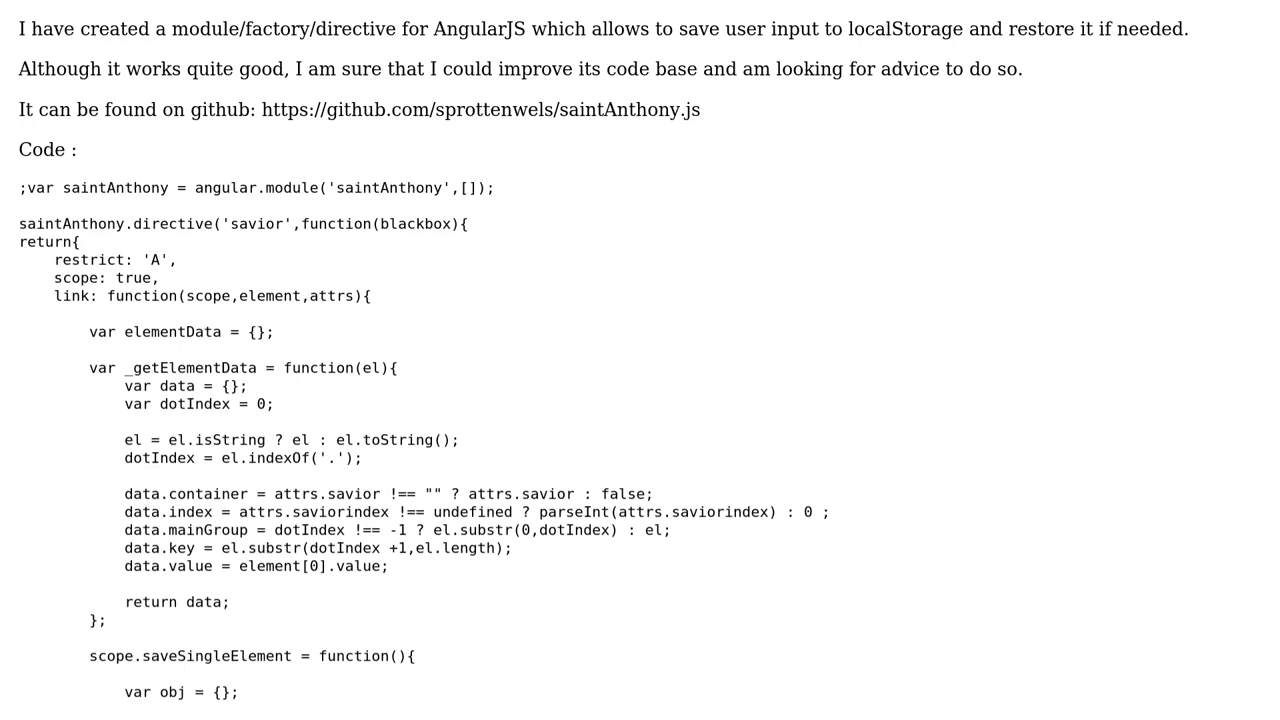 I have created a module/factory/directive for AngularJS which allows to save user input to localStorage and restore it if needed.
Although it works quite good, I am sure that I could improve its code base and am looking for advice to do so.
It can be found on github: https://github.com/sprottenwels/saintAnthony.js
Code :
;var saintAnthony = angular.module('saintAnthony',[]);
saintAnthony.directive('savior',function(blackbox){
return{
    restrict: 'A',
    scope: true,
    link: function(scope,element,attrs){
        var elementData = {};
        var _getElementData = function(el){
            var data = {};
            var dotIndex = 0;
            el = el.isString ? el : el.toString();
            dotIndex = el.indexOf('.');
            data.container = attrs.savior !== "" ? attrs.savior : false;
            data.index = attrs.saviorindex !== undefined ? parseInt(attrs.saviorindex) : 0 ;
            data.mainGroup = dotIndex !== -1 ? el.substr(0,dotIndex) : el;
            data.key = el.substr(dotIndex +1,el.length);
            data.value = element[0].value;
            return data;
        };
        scope.saveSingleElement = function(){
            var obj = {};